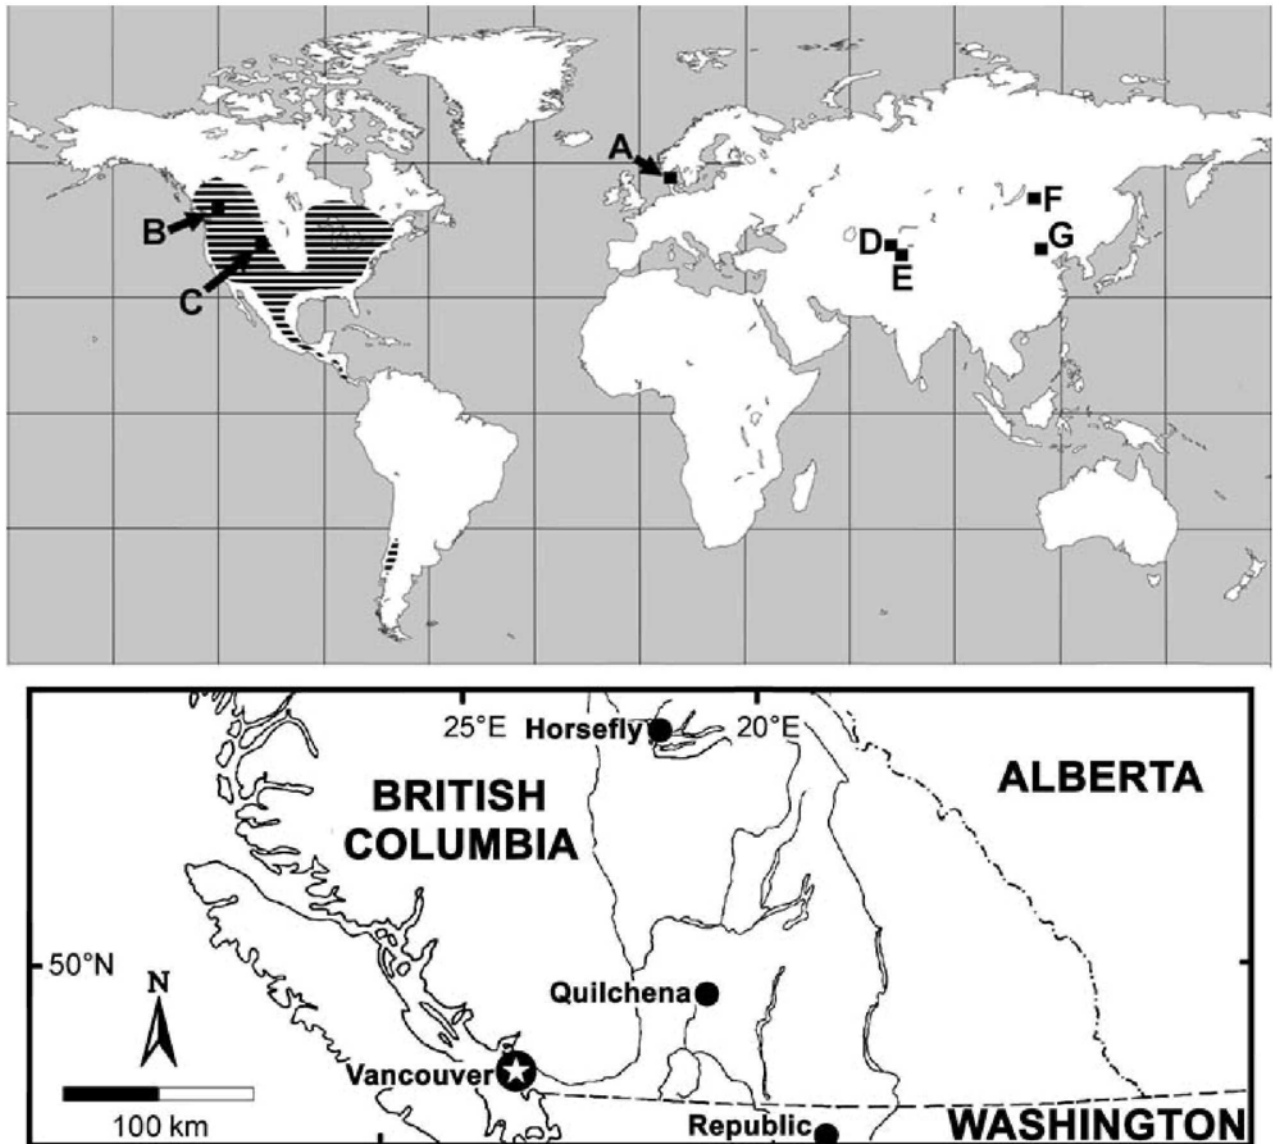 A
B
C
D
E
F
G
25°E
Horsefly
20°E
BRITISH
COLUMBIA
ALBERTA
50°N
N
Quilchena
Vancouver
100 km
Republic
WASHINGTON